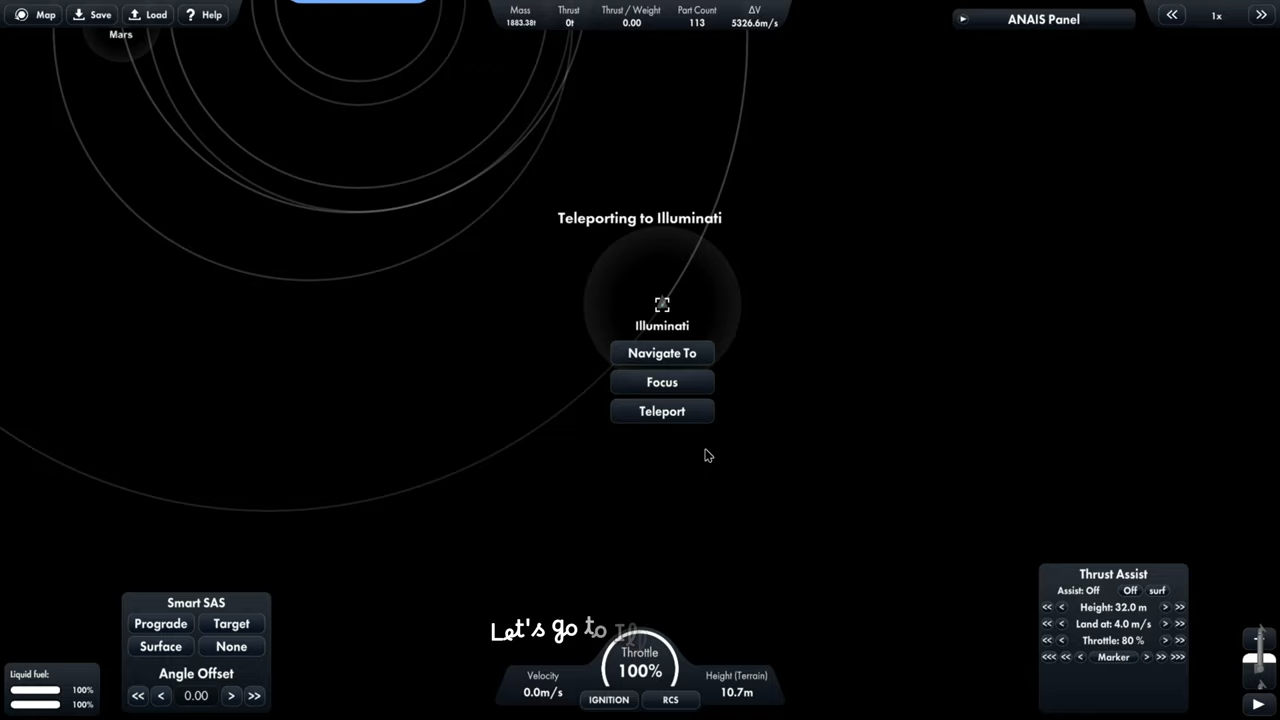 Map Save Load Help
Mass Thrust Thrust / Weight Part Count ΔV
1883.38t 0t 0.00 113 5326.6m/s
ANAIS Panel
1x
Mars
Teleporting to Illuminati
Illuminati
Navigate To
Focus
Teleport
Smart SAS
Prograde Target
Surface None
Angle Offset
<< < 0.00 > >>
Liquid fuel:
100%
100%
Let's go to
Throttle
100%
Velocity
0.0m/s
Height (Terrain)
10.7m
IGNITION RCS
Thrust Assist
Assist: Off Off surf
<< < Height: 32.0 m > >>
<< < Land at: 4.0 m/s > >>
<< < Throttle: 80 % > >>
<<< << < Marker > >> >>>